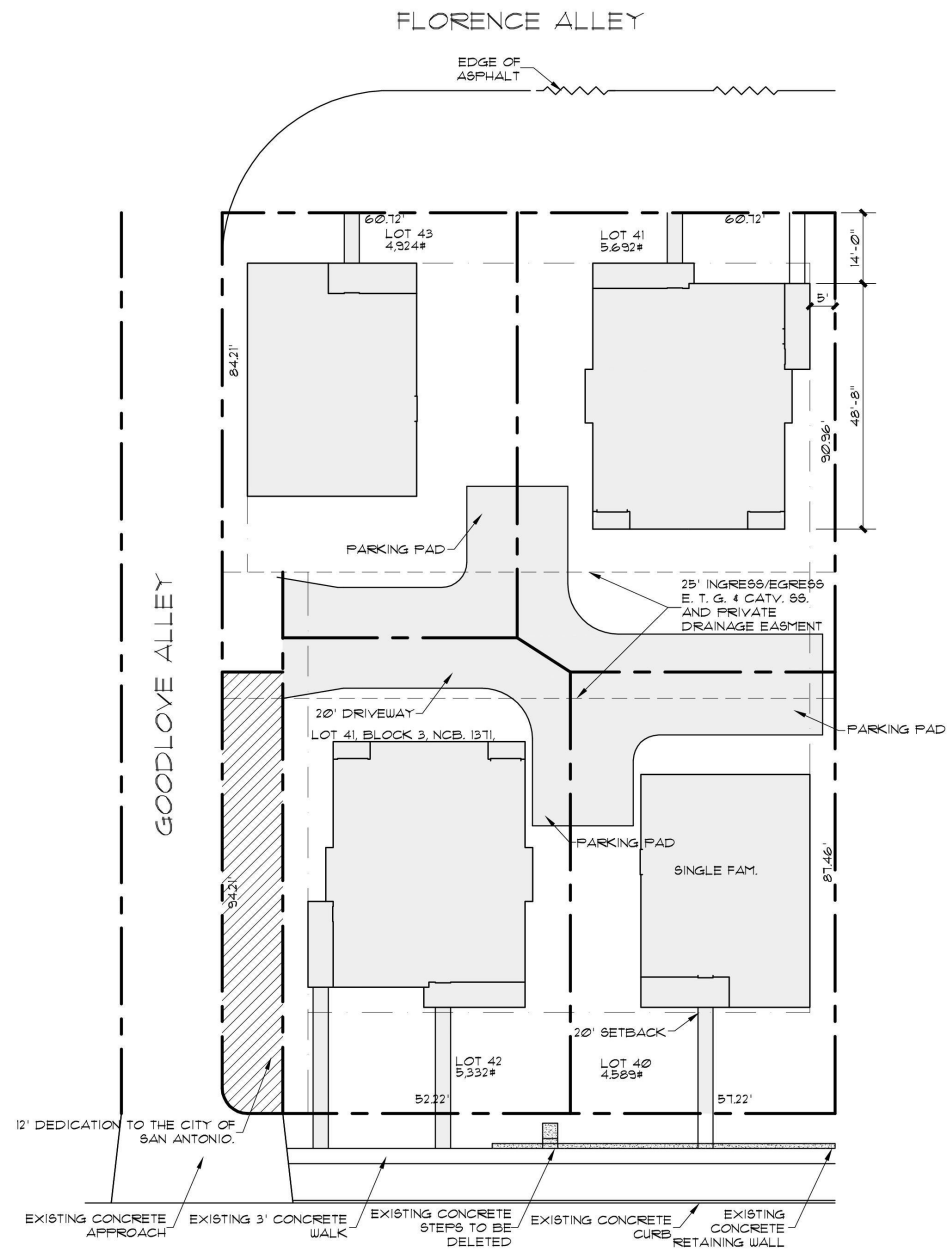 FLORENCE ALLEY
EDGE OF
ASPHALT
60.72'
LOT 43
4,924#
LOT 41
5.692#
60.72'
14'-0"
5'
84.21'
48'-8"
90.96'
PARKING PAD
25' INGRESS/EGRESS
E. T. G. & CATV. SS.
AND PRIVATE
DRAINAGE EASMENT
GOODLOVE ALLEY
20' DRIVEWAY
LOT 41, BLOCK 3, NCB. 1371,
PARKING PAD
PARKING PAD
SINGLE FAM.
87.46'
94.21'
20' SETBACK
LOT 42
5,332#
LOT 40
4.589#
52.22'
57.22'
12' DEDICATION TO THE CITY OF
SAN ANTONIO.
EXISTING CONCRETE
APPROACH
EXISTING 3' CONCRETE
WALK
EXISTING CONCRETE
STEPS TO BE
DELETED
EXISTING CONCRETE
CURB
EXISTING
CONCRETE
RETAINING WALL